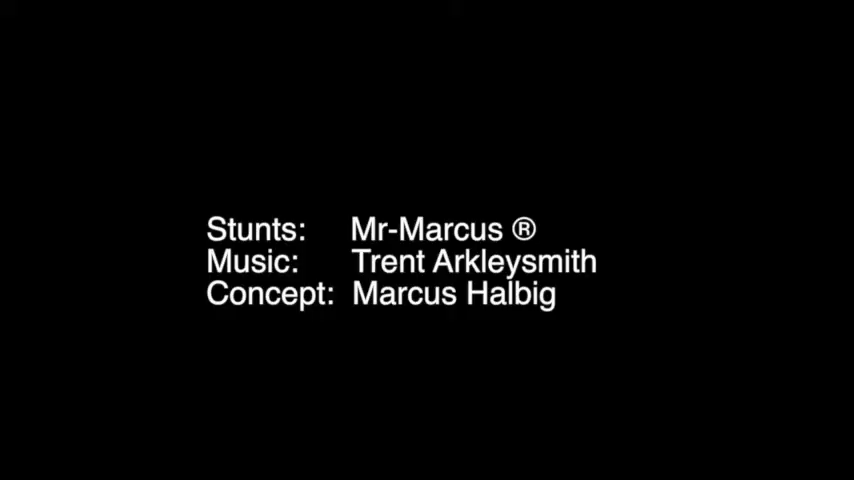 Stunts: Mr-Marcus ®
Music: Trent Arkleysmith
Concept: Marcus Halbig